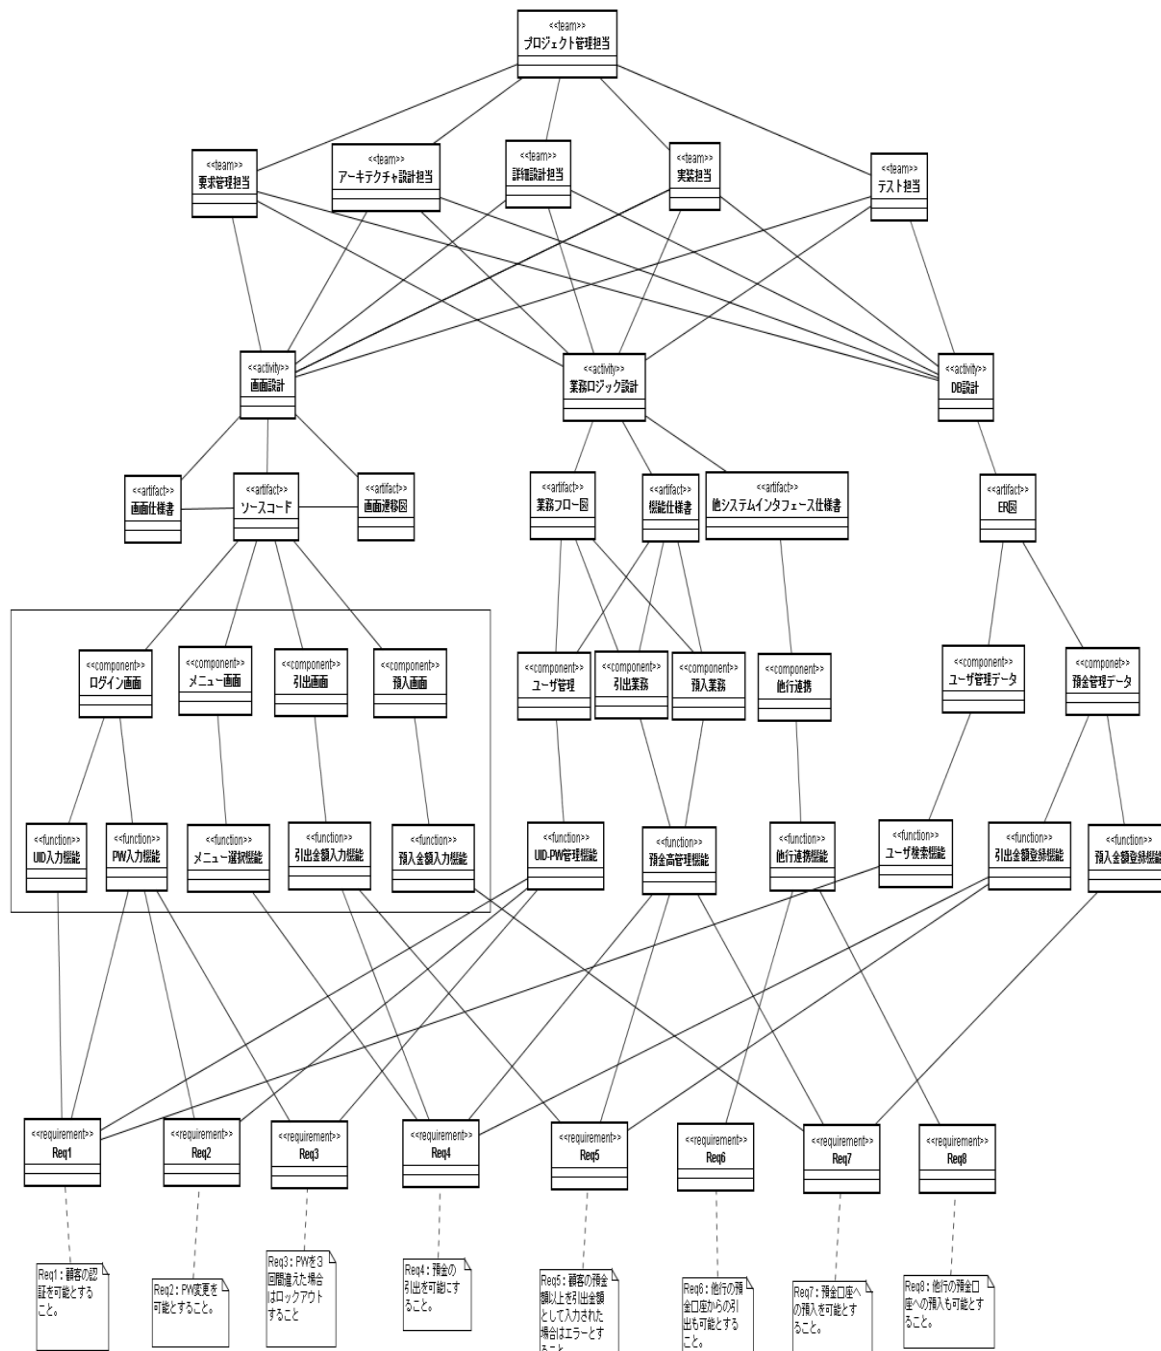 <<team>>
プロジェクト管理担当
<<team>>
要求管理担当
<<team>>
アーキテクチャ設計担当
<<team>>
詳細設計担当
<<team>>
実装担当
<<team>>
テスト担当
<<activity>>
画面設計
<<activity>>
業務ロジック設計
<<activity>>
DB設計
<<artifact>>
画面仕様書
<<artifact>>
ソースコード
<<artifact>>
画面遷移図
<<artifact>>
業務フロー図
<<artifact>>
機能仕様書
<<artifact>>
他システムインタフェース仕様書
<<artifact>>
ER図
<<component>>
ログイン画面
<<component>>
メニュー画面
<<component>>
引出画面
<<component>>
預入画面
<<component>>
ユーザ管理
<<component>>
引出業務
<<component>>
預入業務
<<component>>
他行連携
<<component>>
ユーザ管理データ
<<componet>>
預金管理データ
<<function>>
UID入力機能
<<function>>
PW入力機能
<<function>>
メニュー選択機能
<<function>>
引出金額入力機能
<<function>>
預入金額入力機能
<<function>>
UID-PW管理機能
<<function>>
預金高管理機能
<<function>>
他行連携機能
<<function>>
ユーザ検索機能
<<function>>
引出金額登録機能
<<function>>
預入金額登録機能
<<requirement>>
Req1
<<requirement>>
Req2
<<requirement>>
Req3
<<requirement>>
Req4
<<requirement>>
Req5
<<requirement>>
Req6
<<requirement>>
Req7
<<requirement>>
Req8
Req1：顧客の認
証を可能とする
こと。
Req2：PW変更を
可能とすること。
Req3：PWを3
回間違えた場合
はロックアウト
すること
Req4：預金の
引出を可能にす
ること。
Req5：顧客の預金
額以上を引出金額
として入力された
場合はエラーとす
ること。
Req6：他行の預
金口座からの引
出も可能とする
こと。
Req7：預金口座へ
の預入を可能とす
ること。
Req8：他行の預金口
座への預入も可能とす
ること。